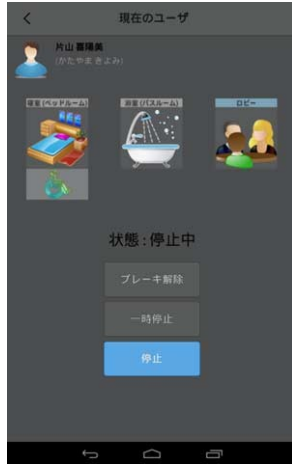 現在のユーザ
片山 喜陽美
(かたやま きよみ)
寝室 (ベッドルーム)
浴室 (バスルーム)
ロビー
状態 : 停止中
ブレーキ解除
一時停止
停止